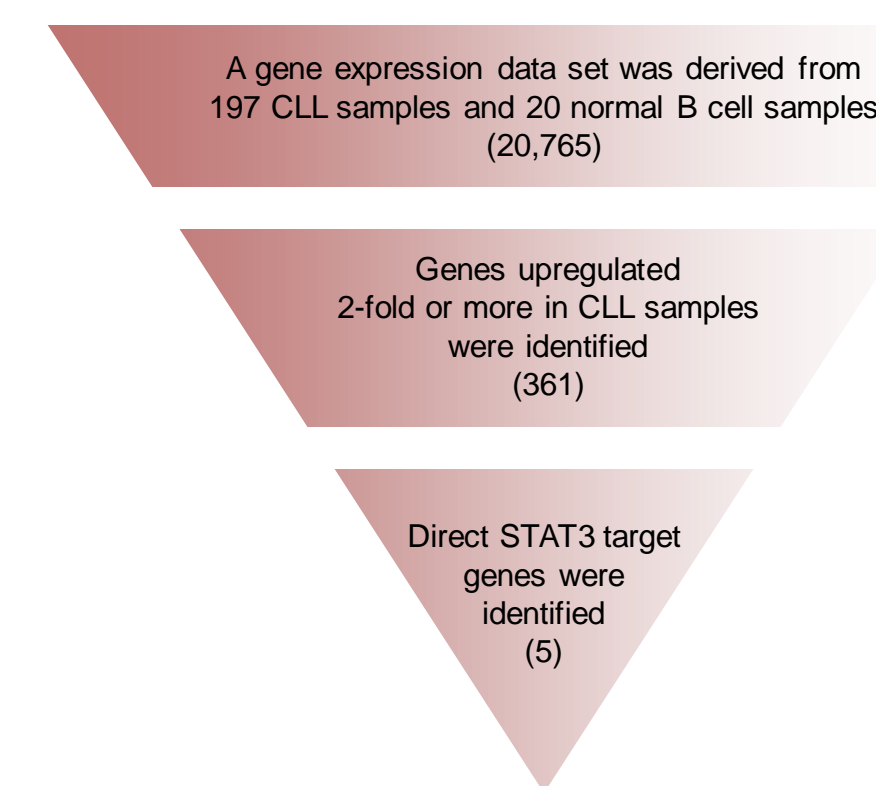 A gene expression data set was derived from
197 CLL samples and 20 normal B cell samples
(20,765)
Genes upregulated
2-fold or more in CLL samples
were identified
(361)
Direct STAT3 target
genes were
identified
(5)